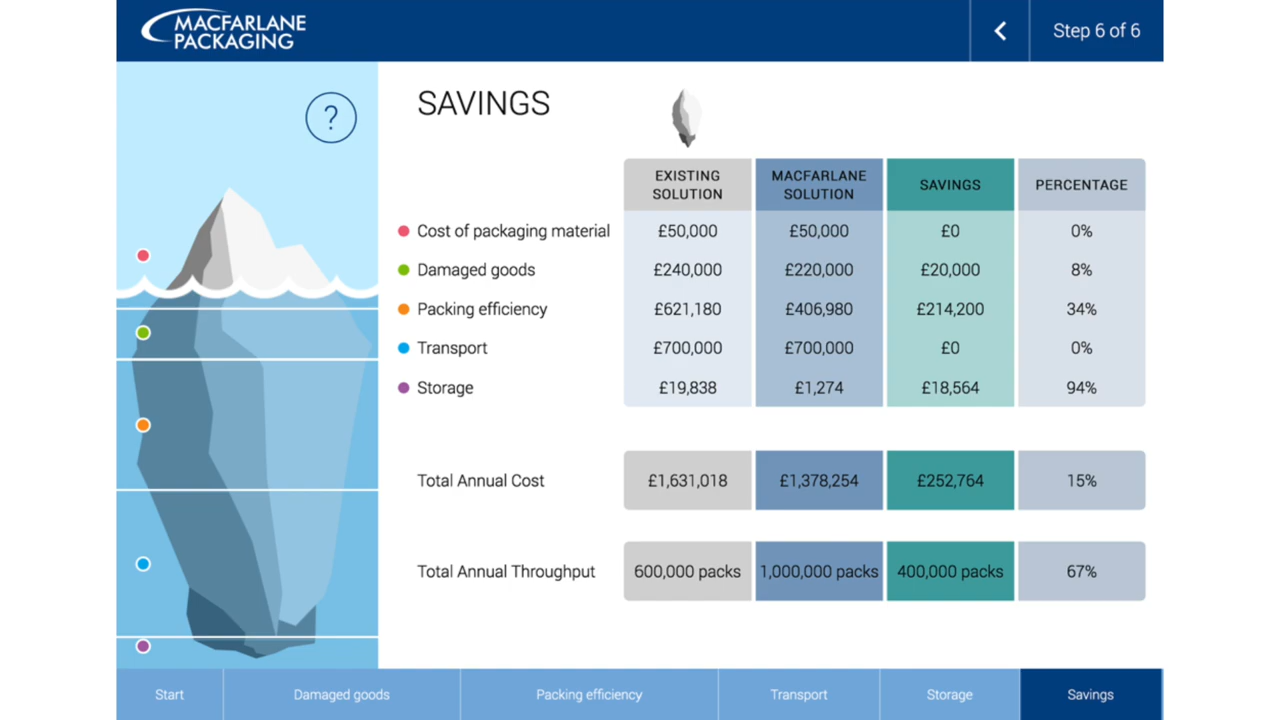 MACFARLANE
PACKAGING
Step 6 of 6
?
SAVINGS
EXISTING SOLUTION
MACFARLANE SOLUTION
SAVINGS
PERCENTAGE
Cost of packaging material £50,000 £50,000 £0 0%
Damaged goods £240,000 £220,000 £20,000 8%
Packing efficiency £621,180 £406,980 £214,200 34%
Transport £700,000 £700,000 £0 0%
Storage £19,838 £1,274 £18,564 94%
Total Annual Cost £1,631,018 £1,378,254 £252,764 15%
Total Annual Throughput 600,000 packs 1,000,000 packs 400,000 packs 67%
Start Damaged goods Packing efficiency Transport Storage Savings